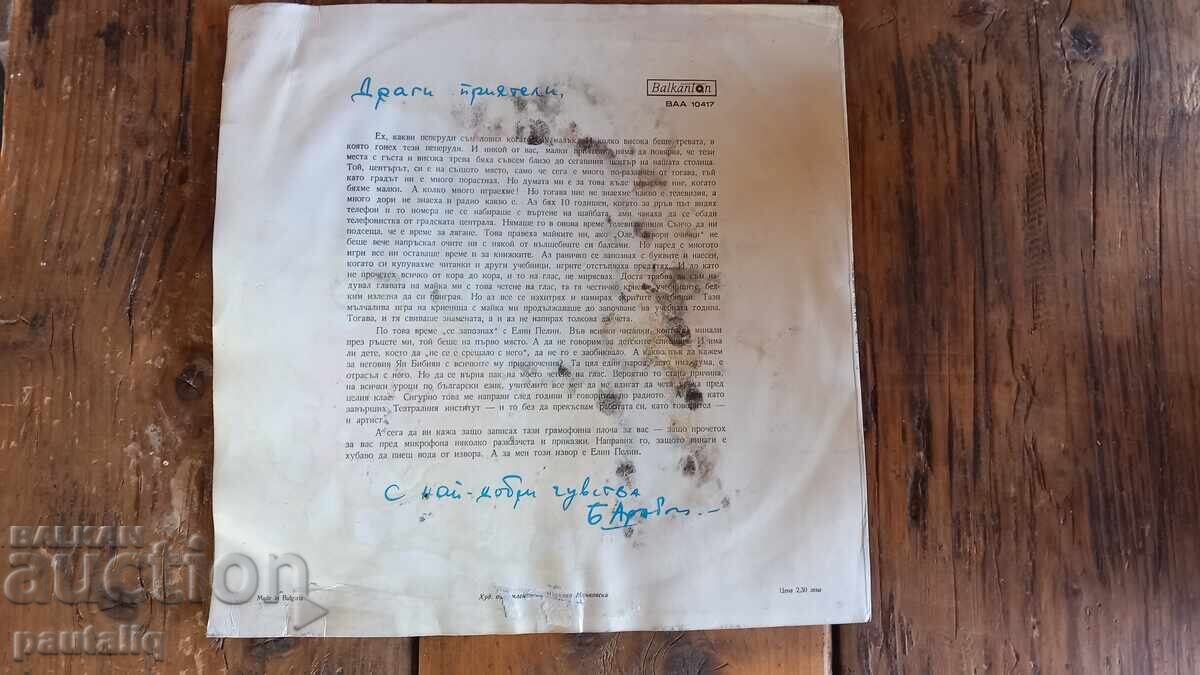 Драги приятели,
Balkanton
ВАА 10417
Ех, какви пеперуди съм ловил когато малък! И колко висока беше тревата, в
която гонех тези пеперуди. И никой от вас, малки няма да повярва, че тези
места с гъста и висока трева бяха съвсем близо до сегашния център на нашата столица.
Той, центърът, си е на същото място, само че сега е много по-различен от тогава, тъй
като градът ни е много пораснал. Но думата ми е за това къде играехме ние, когато
бяхме малки. А колко много играехме! Но тогава ние не знаехме какво е телевизия, а
много дори не знаеха и радио какво е. Аз бях 10 годишен, когато за пръв път видях
телефон и то номера не се набираше с въртене на шайбата, ами чакаха да се обади
телефонистка от градската централа. Нямаше го в онова време телевизионния Сънчо да ни
подсеща, че е време за лягане. Това правеха майките ни, ако „Оле, затвори очички" не
беше вече напръскал очите ни с някой от вълшебните си балсами. Но наред с многото
игри все ни оставаше време и за книжките. Аз раничко се запознах с буквите и наесен,
когато си купувахме читанки и други учебници, игрите отстъпваха пред тях. И до като
не прочетех всичко от кора до кора, и то на глас, не мирясвах. Доста трябва да съм на-
дувал главата на майка ми с това четене на глас, та тя честичко криеше учебниците, бел-
ким излезна да си поиграя. Но аз все се изхитрях и намирах скритите учебници. Тази
мълчалива игра на криеница с майка ми продължаваше до започване на учебната година.
Тогава, и тя свиваше знамената, а и аз не напирах толкова да чета.
По това време „се запознах" с Елин Пелин. Във всички читанки, които са минали
през ръцете ми, той беше на първо място. А да не говорим за детските списания. И има
ли дете, което да „не се е срещало с него", да не го е заобиквало. А какво пък да кажем
за неговия Ян Бибиян с всичките му приключения? Та цял един народ, дето има дума, е
отрасъл с него. Но да се върна пак на моето четене на глас. Вероятно то стана причина,
на всички уроци по български език, учителите все мен да ме вдигат да чета пред
целия клас. Сигурно това ме направи след години и говорител по радиото. А и като
завърших Театралния институт — и то без да прекъсвам работата си, като говорител —
и артист.
А сега да ви кажа защо записах тази грамофонна плоча за вас — защо прочетох
за вас пред микрофона няколко разказчета и приказки. Направих го, защото винаги е
хубаво да пиеш вода от извора. А за мен този извор е Елин Пелин.
С най-добри чувства
Made in Bulgaria
Худ. Менковска
Цена 2,30 лева
BALKAN
auction
pautaliq